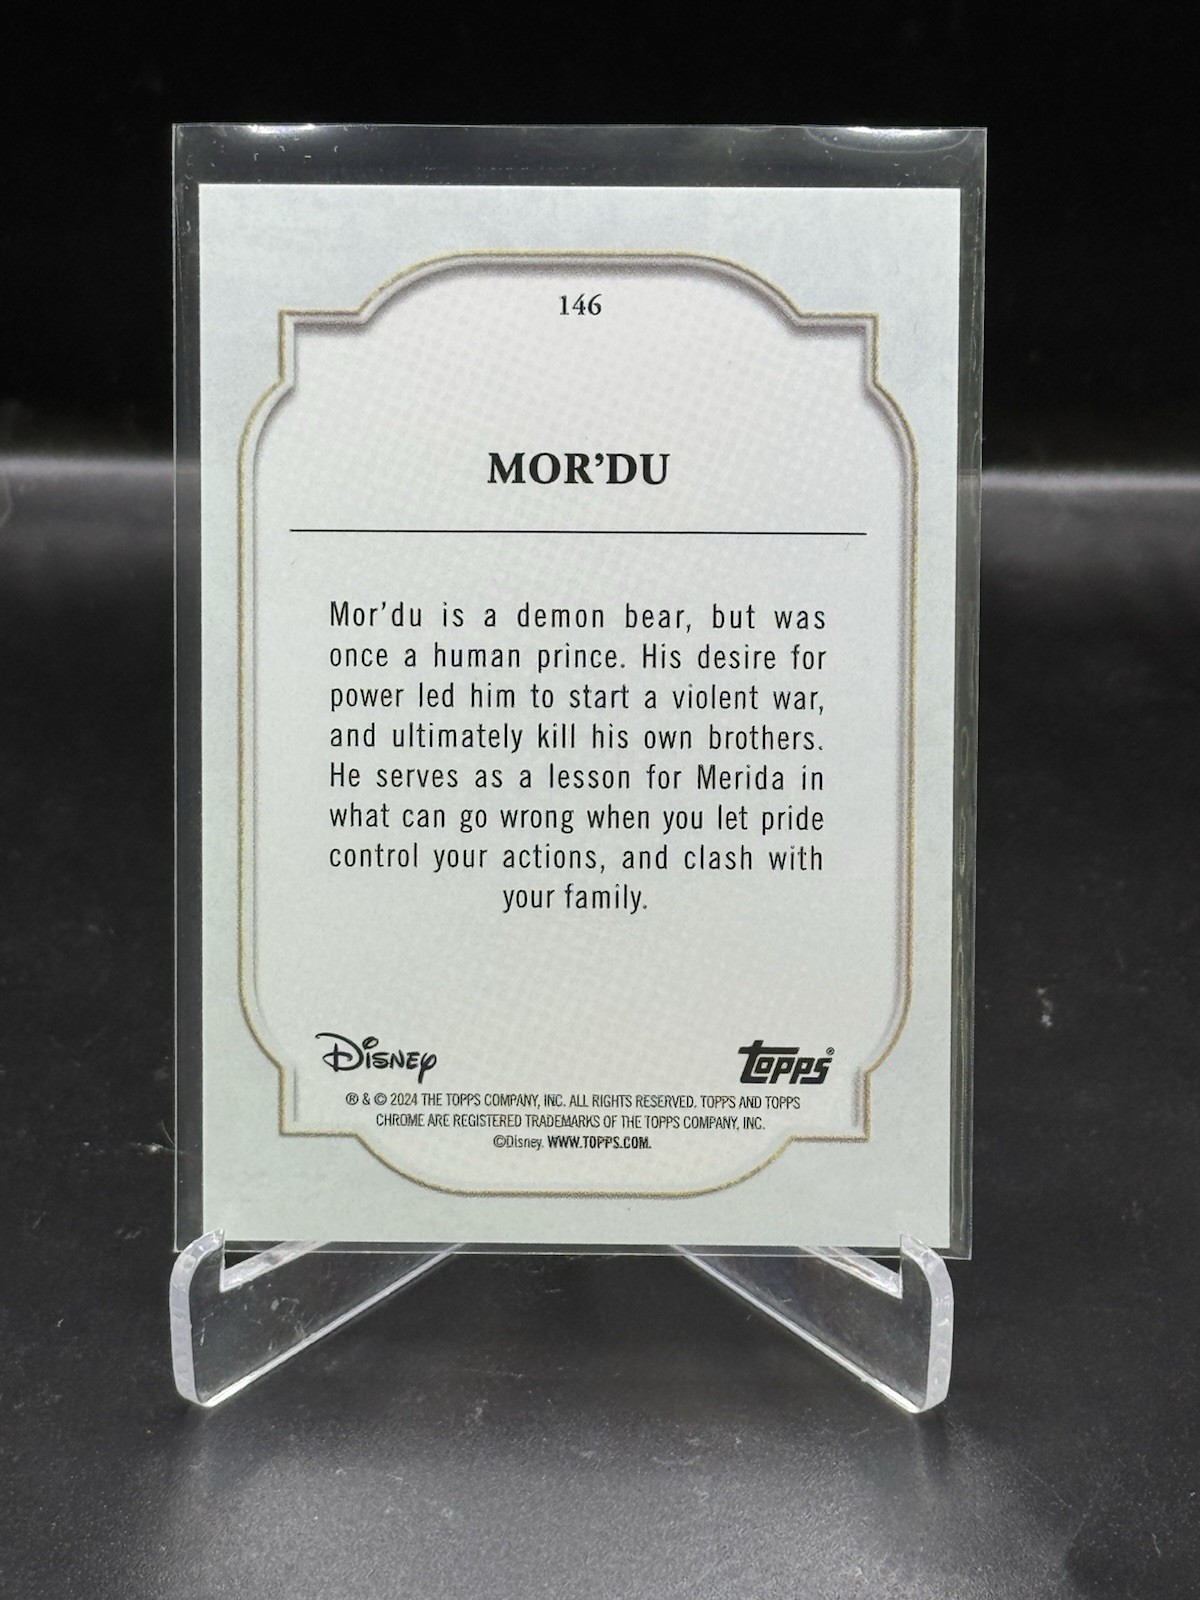 146
MOR'DU
Mor'du is a demon bear, but was
once a human prince. His desire for
power led him to start a violent war,
and ultimately kill his own brothers.
He serves as a lesson for Merida in
what can go wrong when you let pride
control your actions, and clash with
your family.
Disney
topps®
® & © 2024 THE TOPPS COMPANY, INC. ALL RIGHTS RESERVED. TOPPS AND TOPPS
CHROME ARE REGISTERED TRADEMARKS OF THE TOPPS COMPANY, INC.
©Disney. WWW.TOPPS.COM.